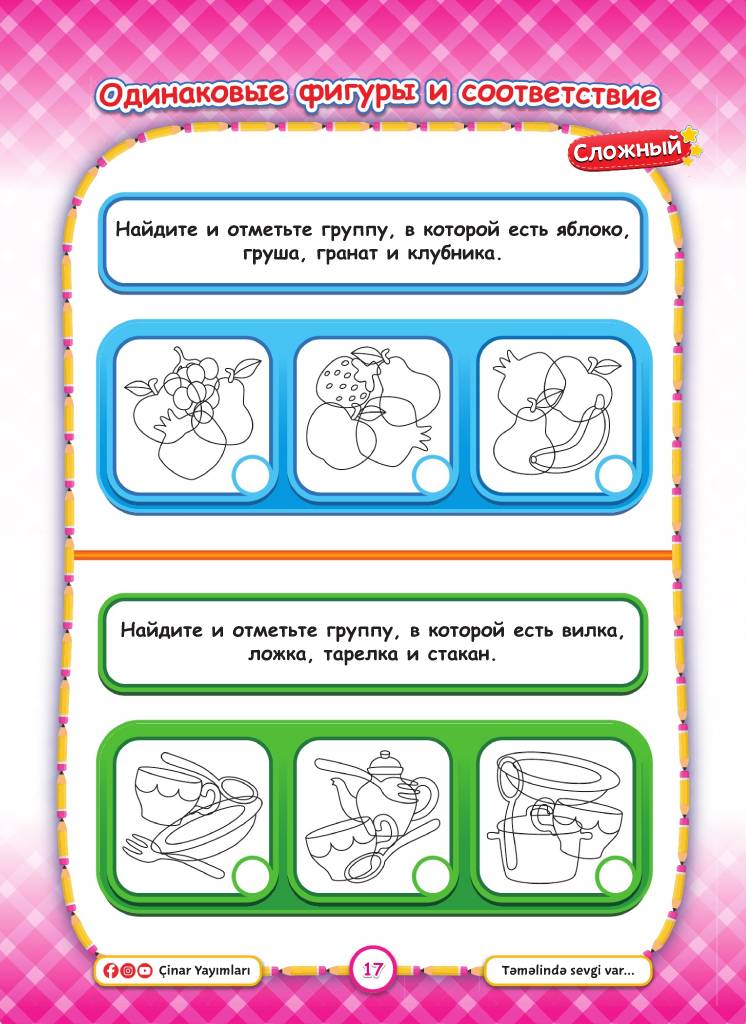 Одинаковые фигуры и соответствие
Сложный
Найдите и отметьте группу, в которой есть яблоко,
груша, гранат и клубника.
Найдите и отметьте группу, в которой есть вилка,
ложка, тарелка и стакан.
Çinar Yayımları
17
Təməlində sevgi var...